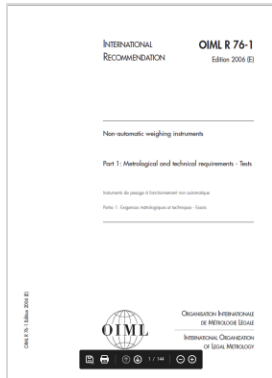 INTERNATIONAL
RECOMMENDATION
OIML R 76-1
Edition 2006 (E)
Non-automatic weighing instruments
Part 1: Metrological and technical requirements - Tests
Instruments de pesage à fonctionnement non automatique
Partie 1: Exigences métrologiques et techniques - Essais
OIML R 76-1 Edition 2006 (E)
OIML
ORGANISATION INTERNATIONALE
DE MÉTROLOGIE LÉGALE
INTERNATIONAL ORGANIZATION
OF LEGAL METROLOGY
1 / 144